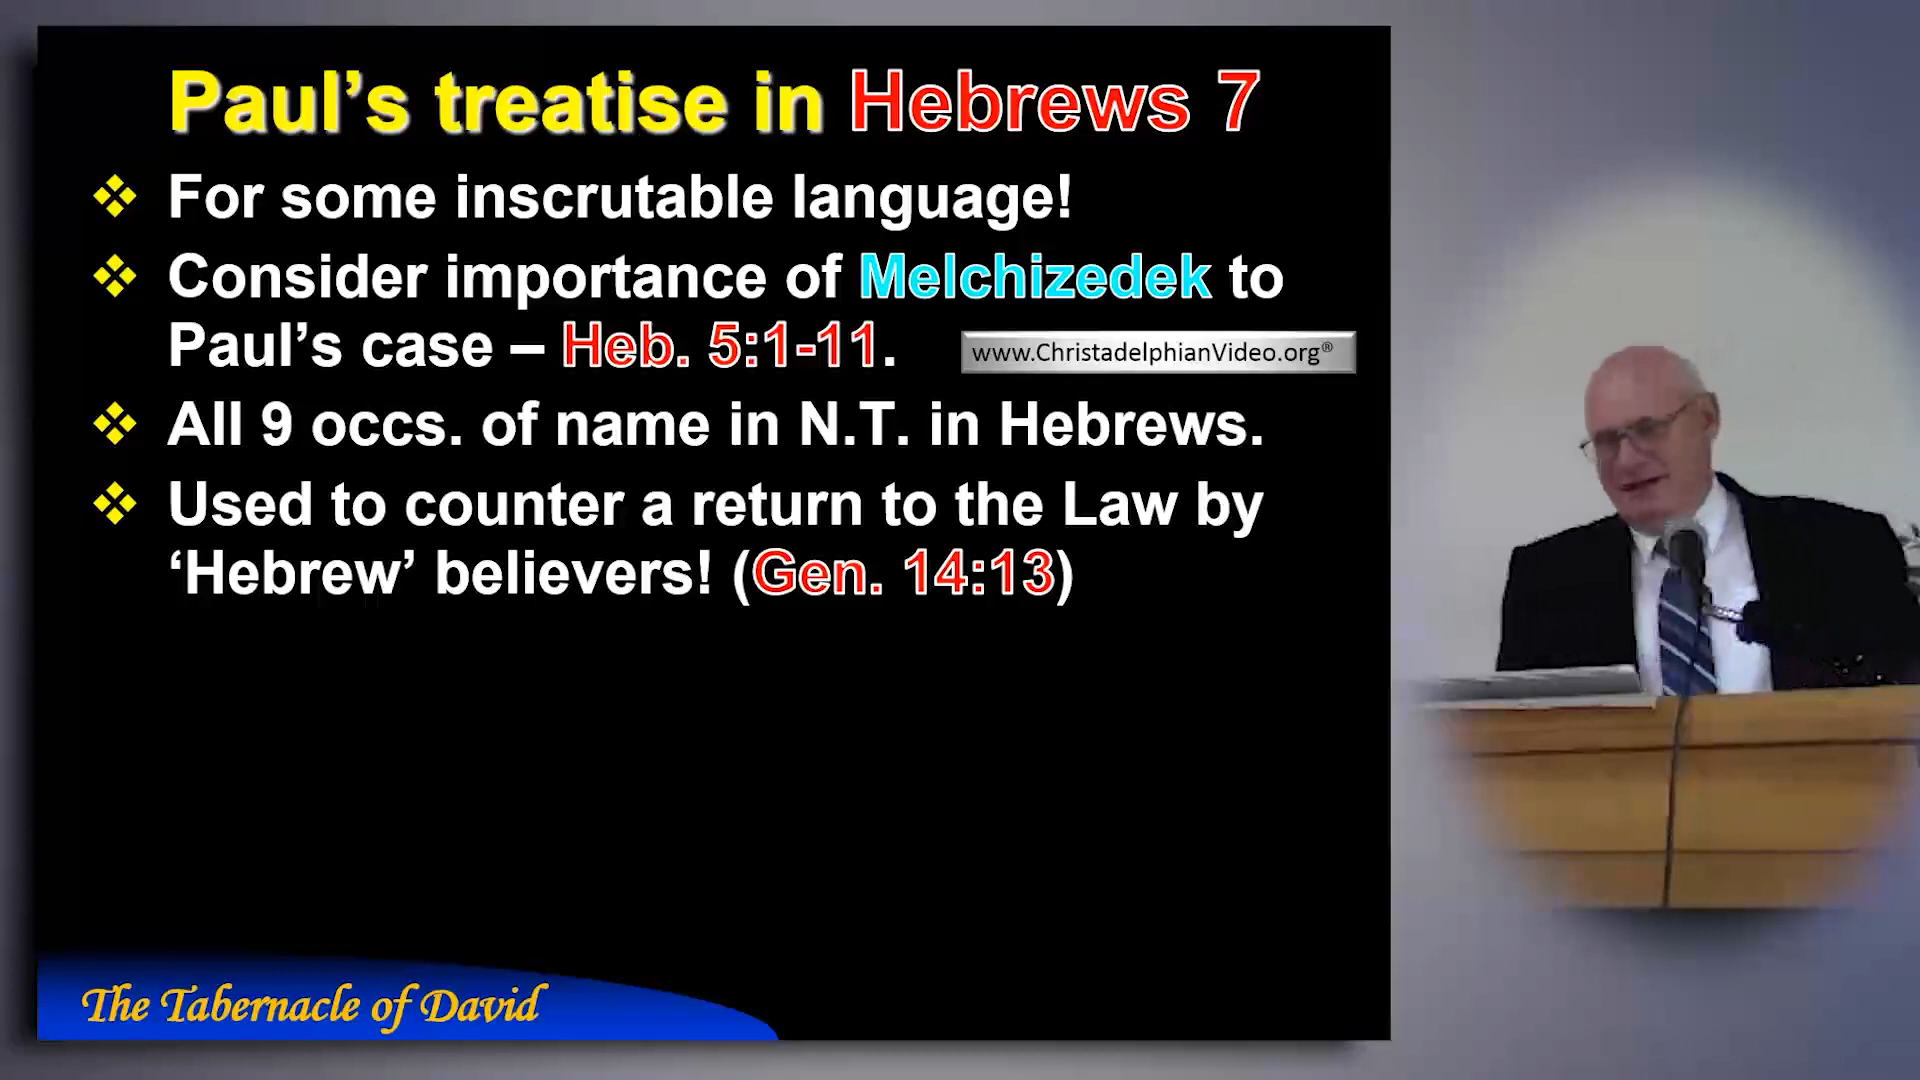 Paul’s treatise in Hebrews 7
❖ For some inscrutable language!
❖ Consider importance of Melchizedek to
Paul’s case – Heb. 5:1-11.
www.ChristadelphianVideo.org®
❖ All 9 occs. of name in N.T. in Hebrews.
❖ Used to counter a return to the Law by
‘Hebrew’ believers! (Gen. 14:13)
The Tabernacle of David